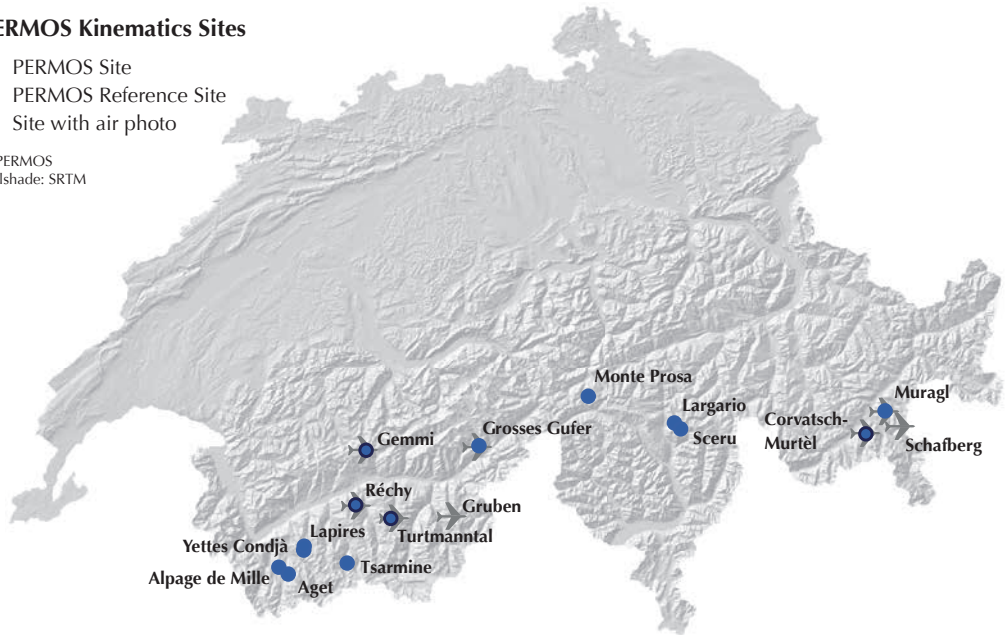 ERMOS Kinematics Sites
PERMOS Site
PERMOS Reference Site
Site with air photo
PERMOS
lshade: SRTM
Monte Prosa
Muragl
Largario
Corvatsch-
Murtèl
Sceru
Schafberg
Grosses Gufer
Gemmi
Réchy
Gruben
Turtmanntal
Lapires
Yettes Condjà
Tsarmine
Alpage de Mille
Aget